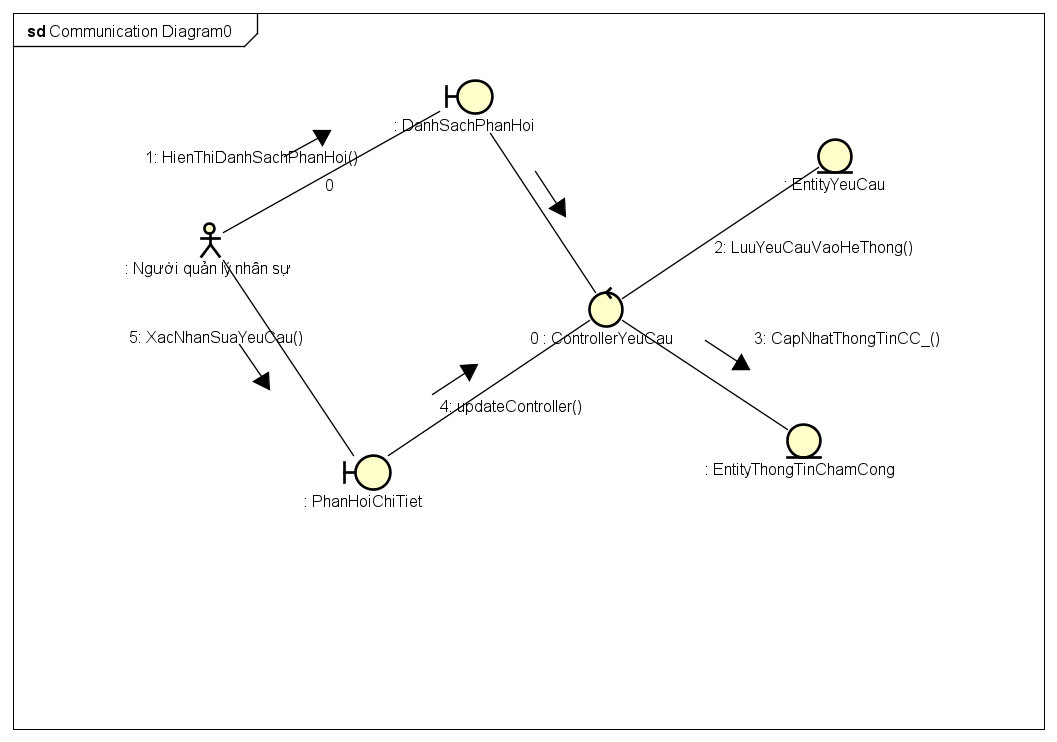 sd Communication Diagram0
: DanhSachPhanHoi
1: HienThiDanhSachPhanHoi()
0
: EntityYeuCau
: Người quản lý nhân sự
2: LuuYeuCauVaoHeThong()
5: XacNhanSuaYeuCau()
0 : ControllerYeuCau
3: CapNhatThongTinCC_()
4: updateController()
: EntityThongTinChamCong
: PhanHoiChiTiet